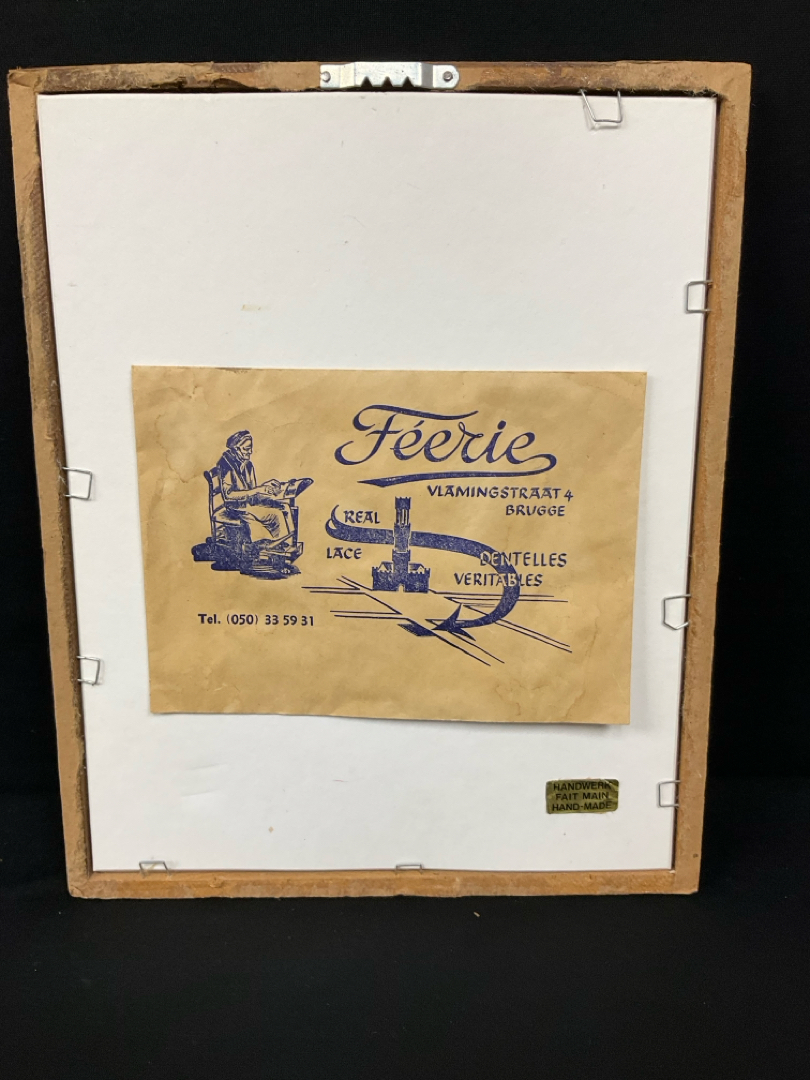 Féerie
VLAMINGSTRAAT 4
BRUGGE
REAL
LACE
DENTELLES
VERITABLES
Tel. (050) 33 59 31
HANDWERK
FAIT MAIN
HAND-MADE